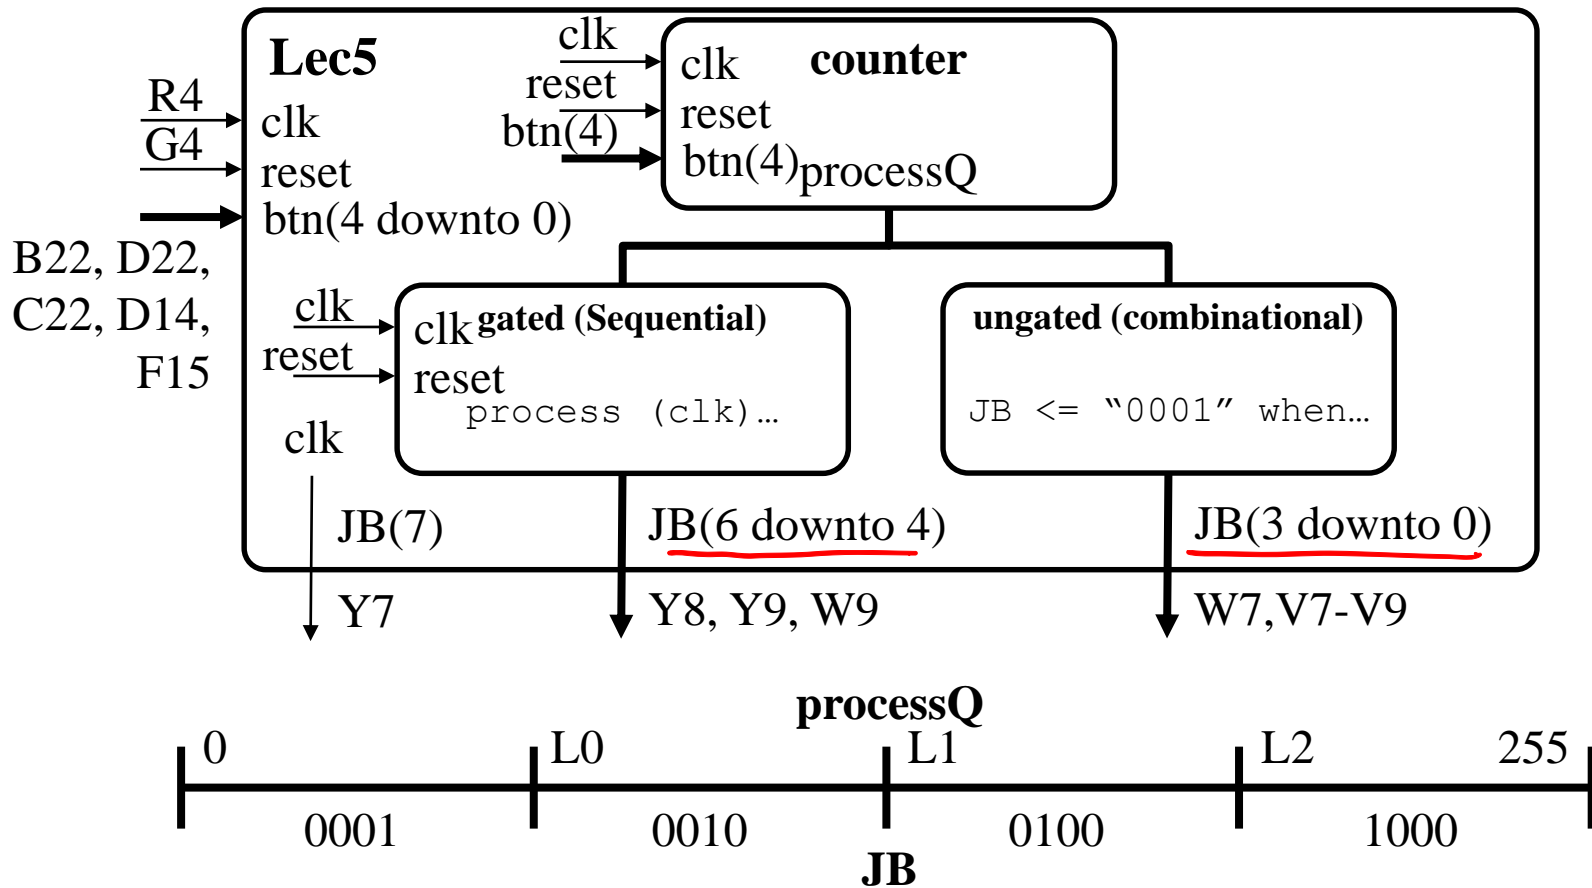 Lec5
R4
clk
G4
reset
btn(4 downto 0)
B22, D22,
C22, D14,
F15
clk
reset
btn(4)
counter
clk
reset
btn(4)
processQ
clk
reset
gated (Sequential)
clk
reset
process (clk)…
ungated (combinational)
JB <= “0001” when…
clk
JB(7)
JB(6 downto 4)
JB(3 downto 0)
Y7
Y8, Y9, W9
W7,V7-V9
processQ
0 L0 L1 L2 255
0001 0010 0100 1000
JB